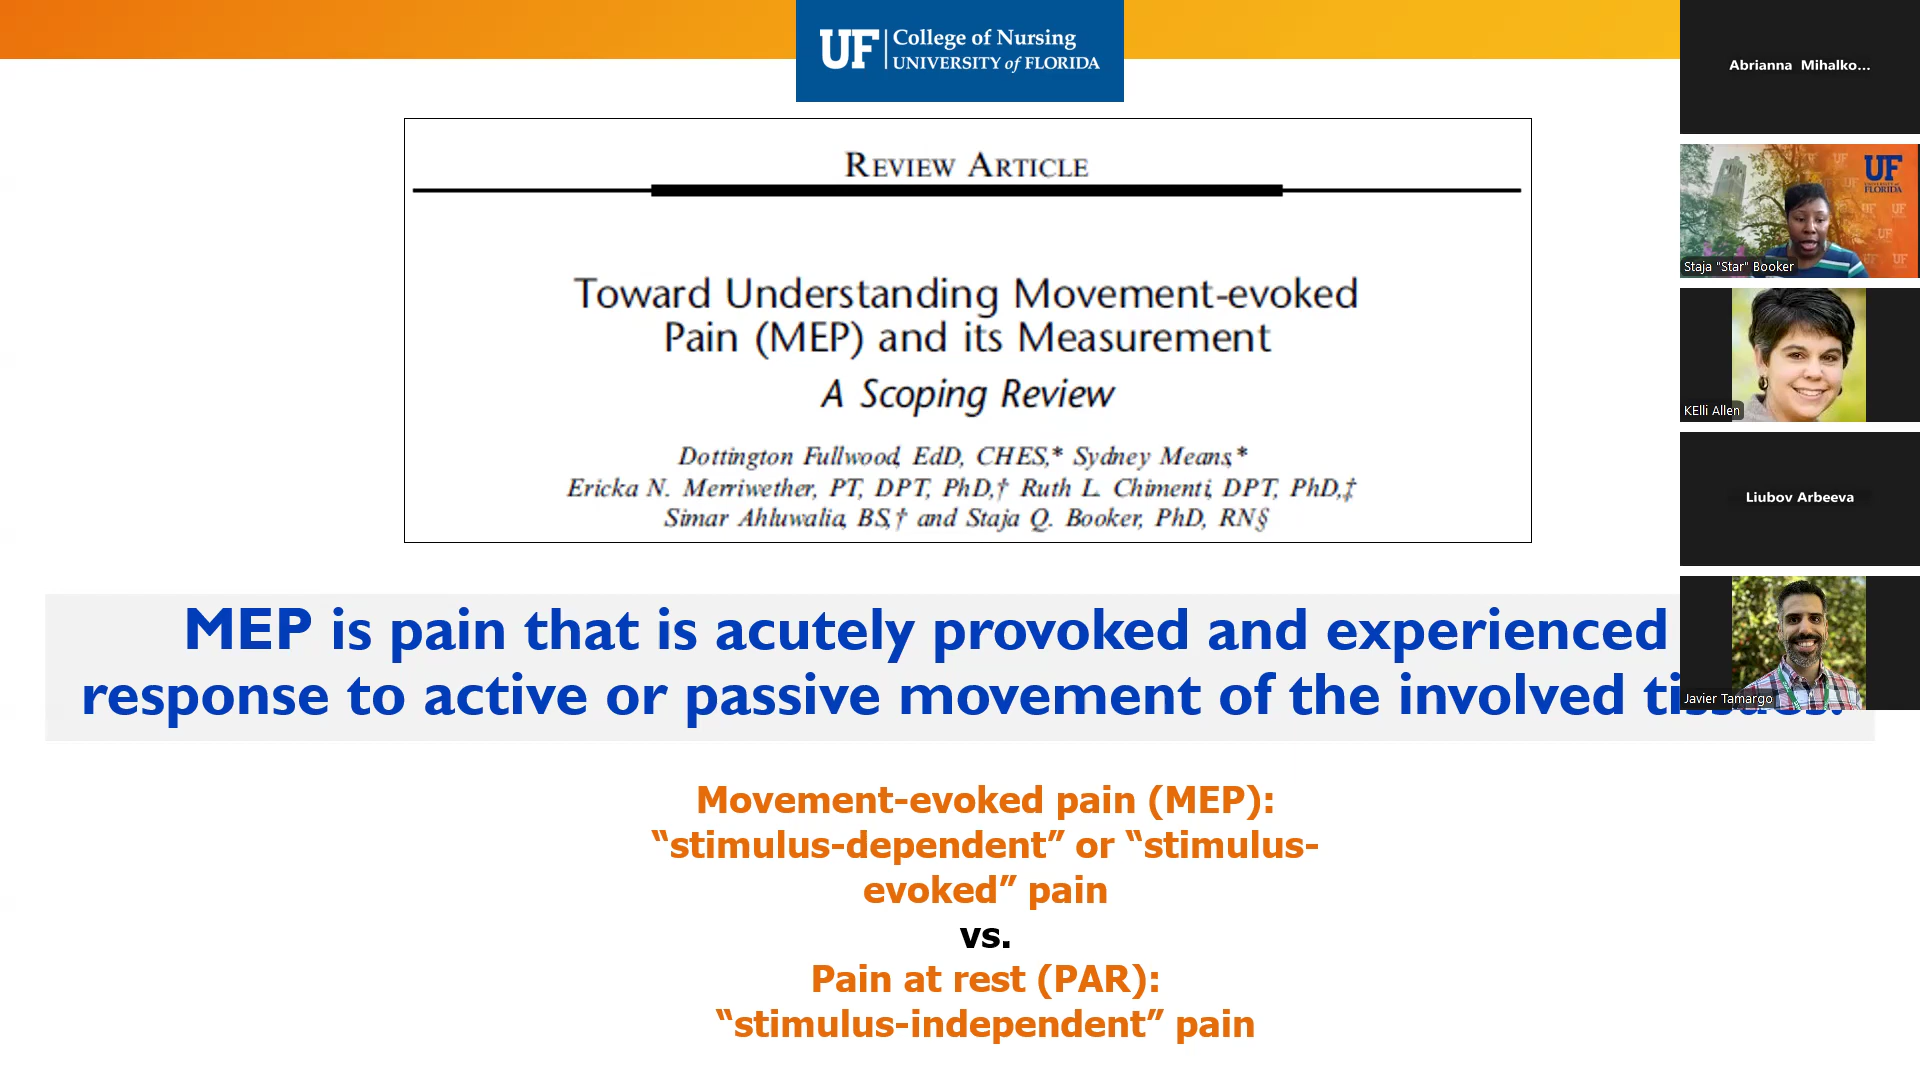 UF College of Nursing
UNIVERSITY of FLORIDA
REVIEW ARTICLE
Toward Understanding Movement-evoked
Pain (MEP) and its Measurement
A Scoping Review
Dottington Fullwood, EdD, CHES,* Sydney Means,*
Ericka N. Merriwether, PT, DPT, PhD,† Ruth L. Chimenti, DPT, PhD,‡
Simar Ahluwalia, BS,† and Staja Q. Booker, PhD, RN§
MEP is pain that is acutely provoked and experienced
response to active or passive movement of the involved
Movement-evoked pain (MEP):
“stimulus-dependent” or “stimulus-
evoked” pain
vs.
Pain at rest (PAR):
“stimulus-independent” pain
Abrianna Mihalko...
UF
UNIVERSITY of
FLORIDA
Staja "Star" Booker
KElli Allen
Liubov Arbeeva
Javier Tamargo